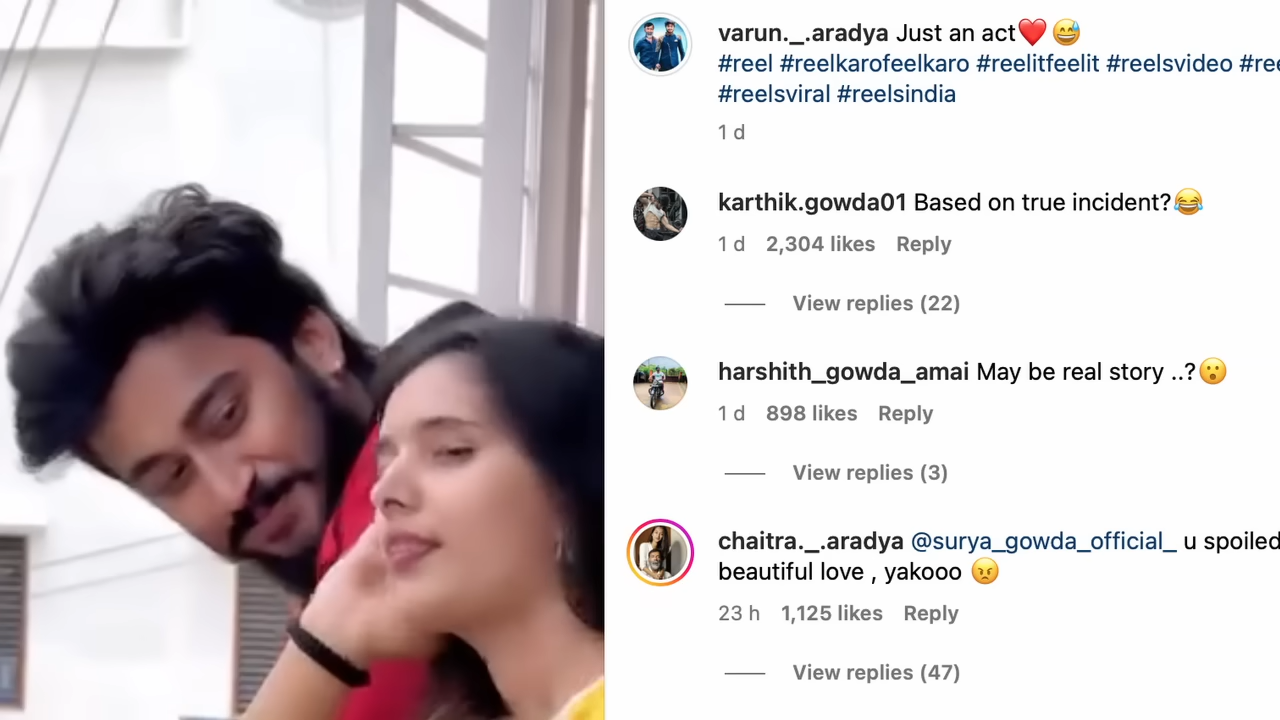 varun._.aradya Just an act❤️😅
#reel #reelkarofeelkaro #reelitfeelit #reelsvideo
#reelsviral #reelsindia
1 d
karthik.gowda01 Based on true incident?😂
1 d 2,304 likes Reply
View replies (22)
harshith_gowda_amai May be real story ..?😮
1 d 898 likes Reply
View replies (3)
chaitra._.aradya @surya_gowda_official_ u spoiled
beautiful love , yakooo 😠
23 h 1,125 likes Reply
View replies (47)